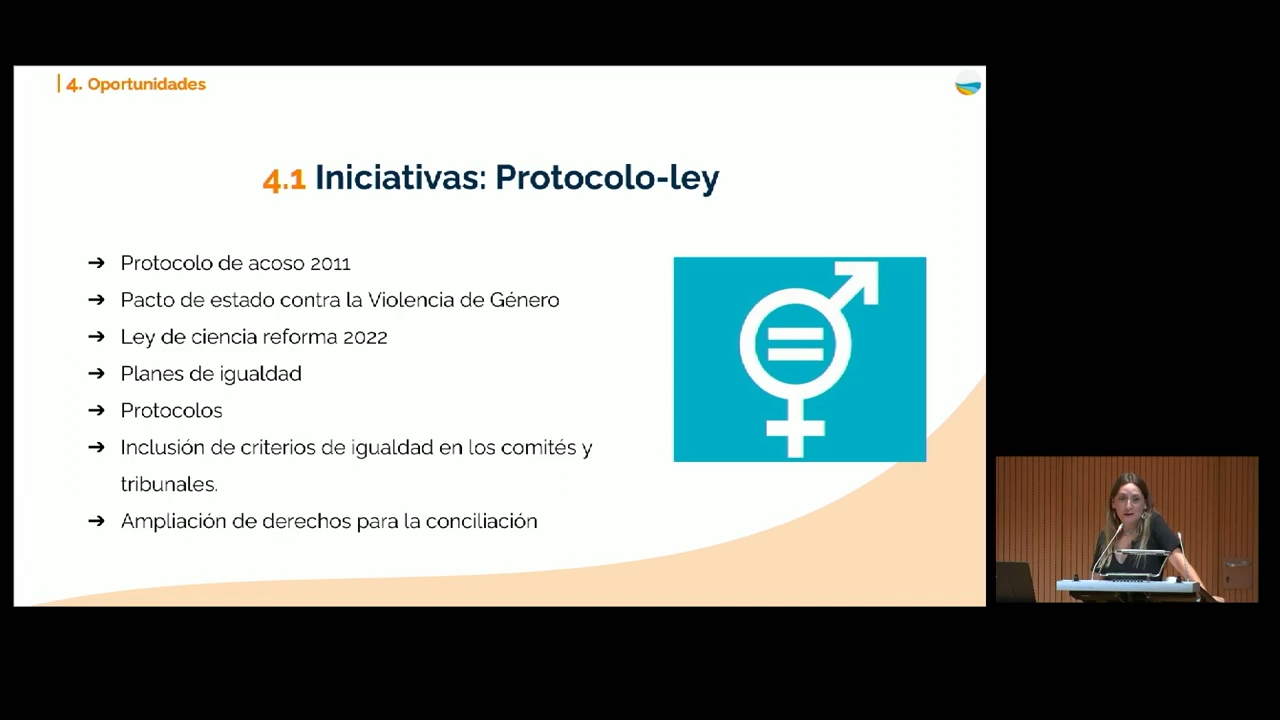 4. Oportunidades
4.1 Iniciativas: Protocolo-ley
➔ Protocolo de acoso 2011
➔ Pacto de estado contra la Violencia de Género
➔ Ley de ciencia reforma 2022
➔ Planes de igualdad
➔ Protocolos
➔ Inclusión de criterios de igualdad en los comités y
tribunales.
➔ Ampliación de derechos para la conciliación